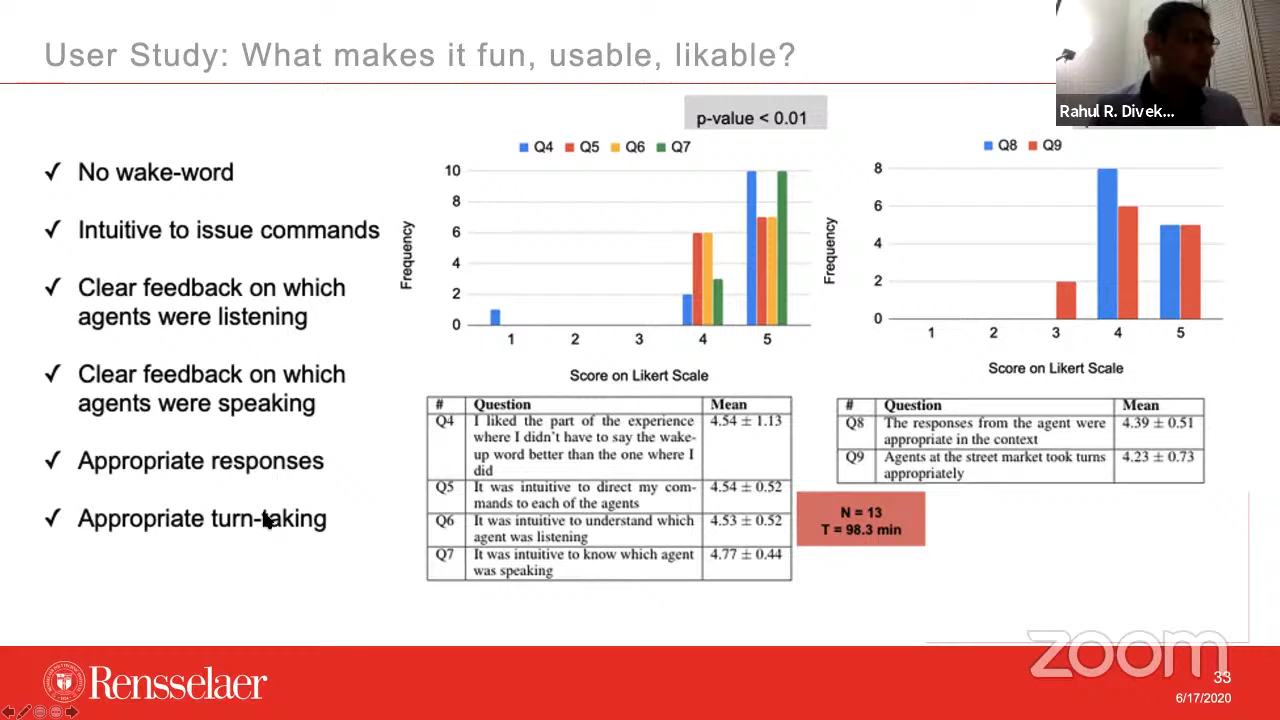 User Study: What makes it fun, usable, likable?
Rahul R. Divek...
✓ No wake-word
✓ Intuitive to issue commands
✓ Clear feedback on which
agents were listening
✓ Clear feedback on which
agents were speaking
✓ Appropriate responses
✓ Appropriate turn-taking
p-value < 0.01
Q4 Q5 Q6 Q7
Frequency
10
8
6
4
2
0
1 2 3 4 5
Score on Likert Scale
# Question Mean
Q4 I liked the part of the experience 4.54 ± 1.13
where I didn't have to say the wake-
up word better than the one where I
did
Q5 It was intuitive to direct my com- 4.54 ± 0.52
mands to each of the agents
Q6 It was intuitive to understand which 4.53 ± 0.52
agent was listening
Q7 It was intuitive to know which agent 4.77 ± 0.44
was speaking
Q8 Q9
Frequency
8
6
4
2
0
1 2 3 4 5
Score on Likert Scale
# Question Mean
Q8 The responses from the agent were 4.39 ± 0.51
appropriate in the context
Q9 Agents at the street market took turns 4.23 ± 0.73
appropriately
N = 13
T = 98.3 min
Rensselaer
zoom
33
6/17/2020